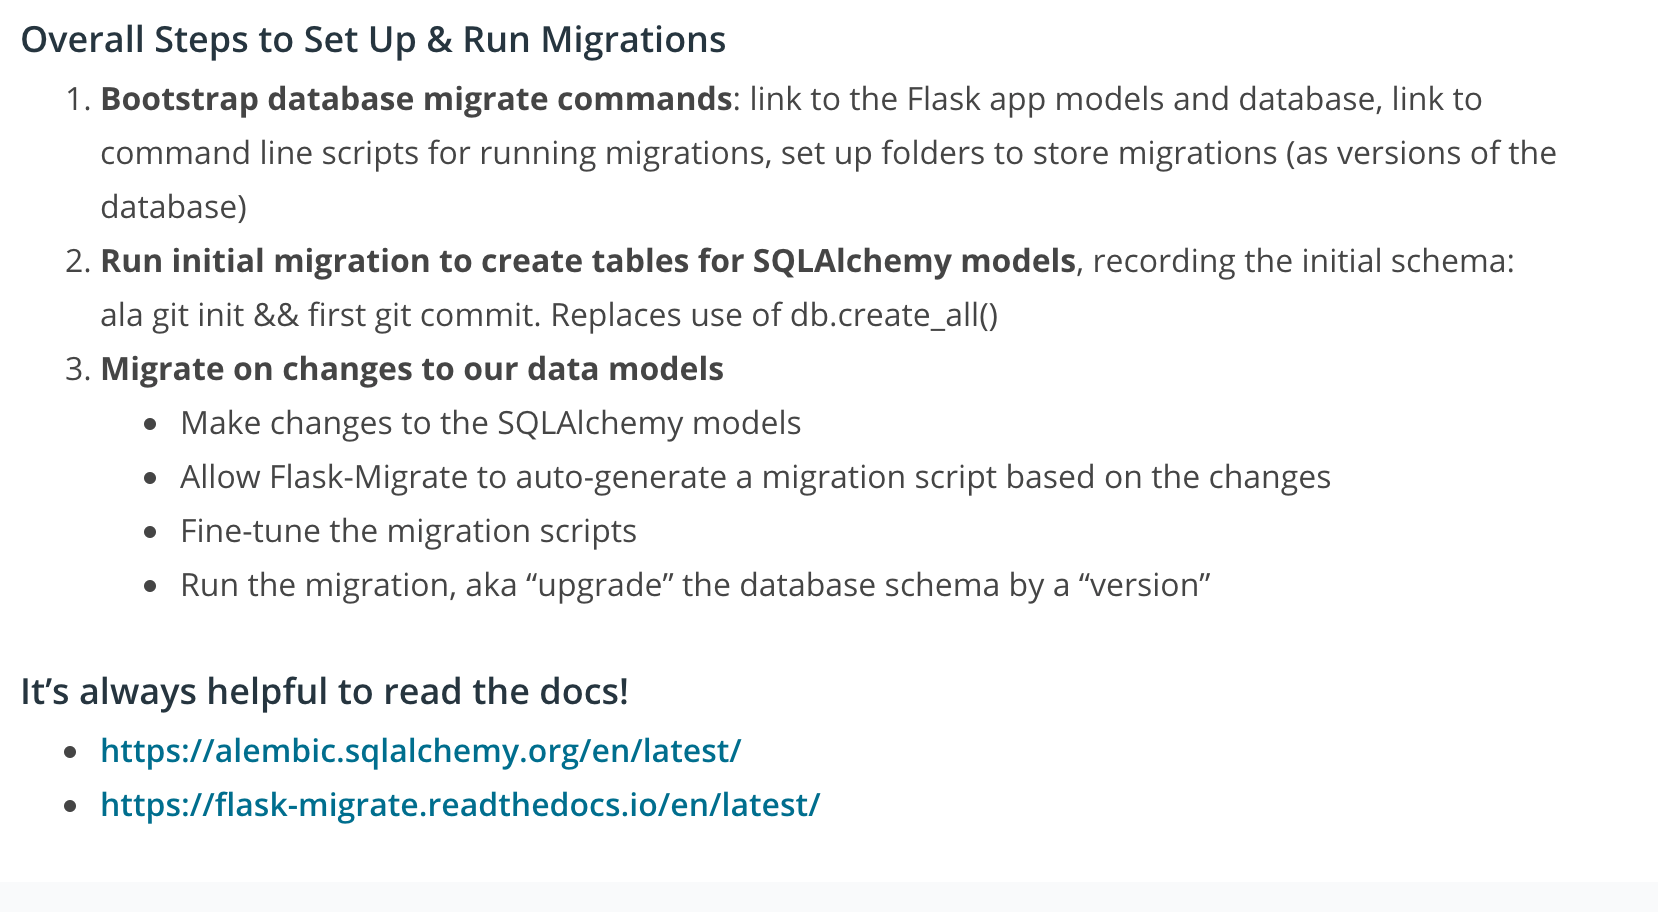 Overall Steps to Set Up & Run Migrations
1. Bootstrap database migrate commands: link to the Flask app models and database, link to
command line scripts for running migrations, set up folders to store migrations (as versions of the
database)
2. Run initial migration to create tables for SQLAlchemy models, recording the initial schema:
ala git init && first git commit. Replaces use of db.create_all()
3. Migrate on changes to our data models
• Make changes to the SQLAlchemy models
• Allow Flask-Migrate to auto-generate a migration script based on the changes
• Fine-tune the migration scripts
• Run the migration, aka “upgrade” the database schema by a “version”
It’s always helpful to read the docs!
• https://alembic.sqlalchemy.org/en/latest/
• https://flask-migrate.readthedocs.io/en/latest/